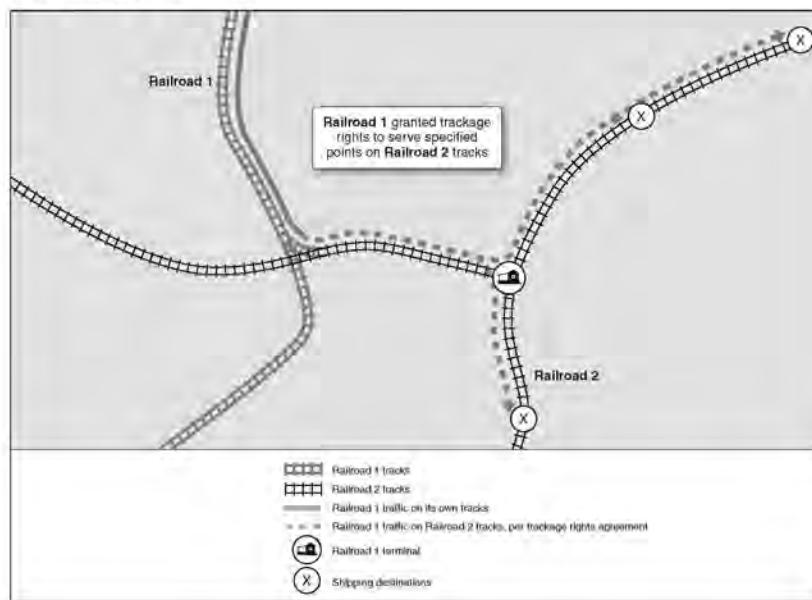 Railroad 1
Railroad 1 granted trackage
rights to serve specified
points on Railroad 2 tracks
X
X
Railroad 2
X
Railroad 1 tracks
Railroad 2 tracks
Railroad 1 traffic on its own tracks
Railroad 1 traffic on Railroad 2 tracks, per trackage rights agreement
Railroad 1 terminal
X
Shipping destinations